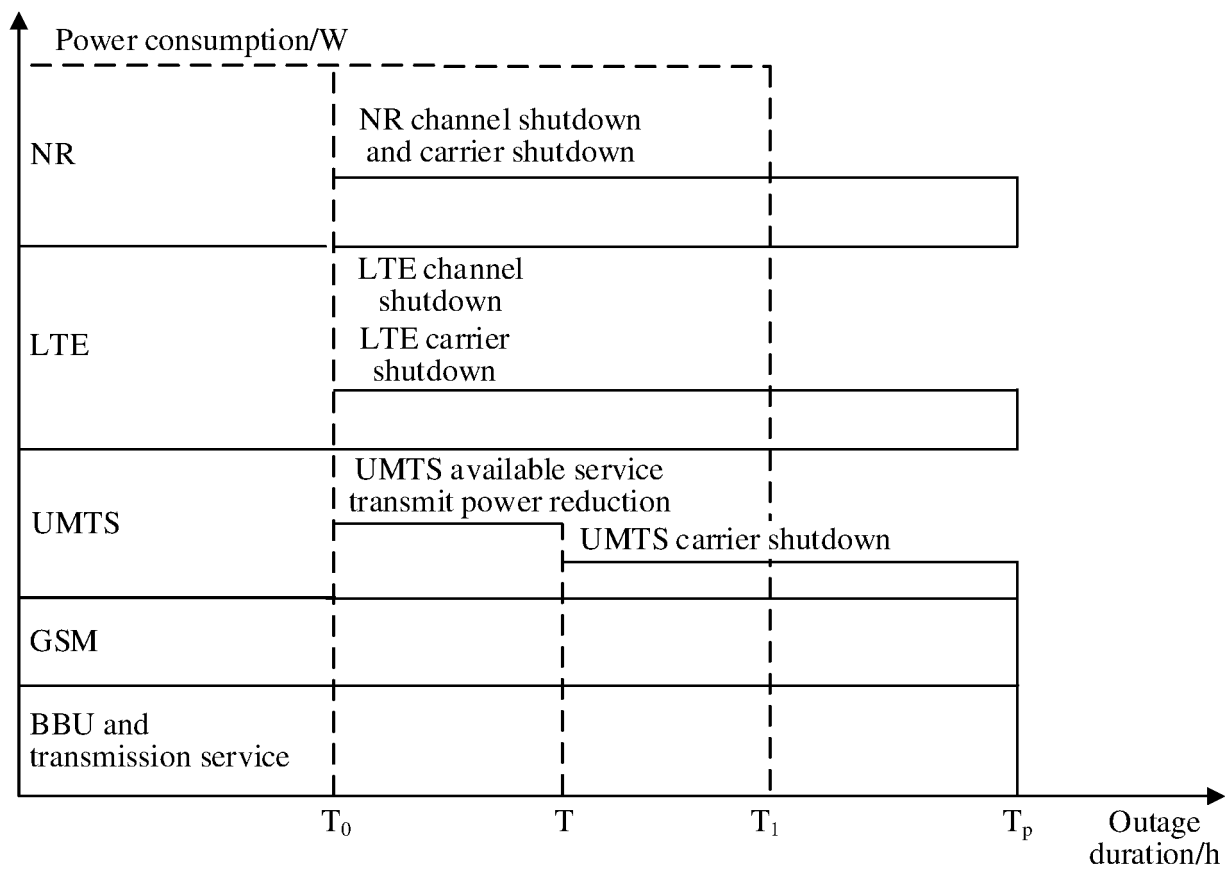 Power consumption/W
NR
NR channel shutdown
and carrier shutdown
LTE
LTE channel
shutdown
LTE carrier
shutdown
UMTS
UMTS available service
transmit power reduction
UMTS carrier shutdown
GSM
BBU and
transmission service
T0
T
T1
Tp
Outage
duration/h